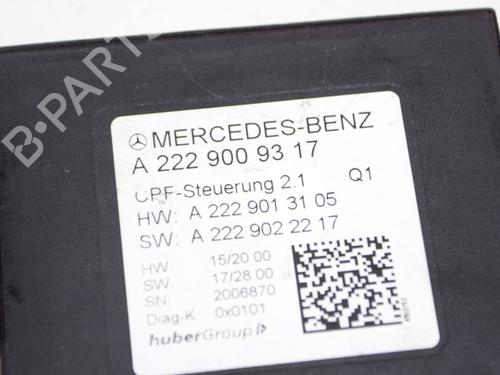 B-PARTS
MERCEDES-BENZ
A 222 900 93 17
CPF-Steuerung 2.1 Q1
HW: A 222 901 31 05
SW: A 222 902 22 17
HW: 15/20 00
SW: 17/28 00
SN: 2006870
Diag-K 0x0101
huberGroup